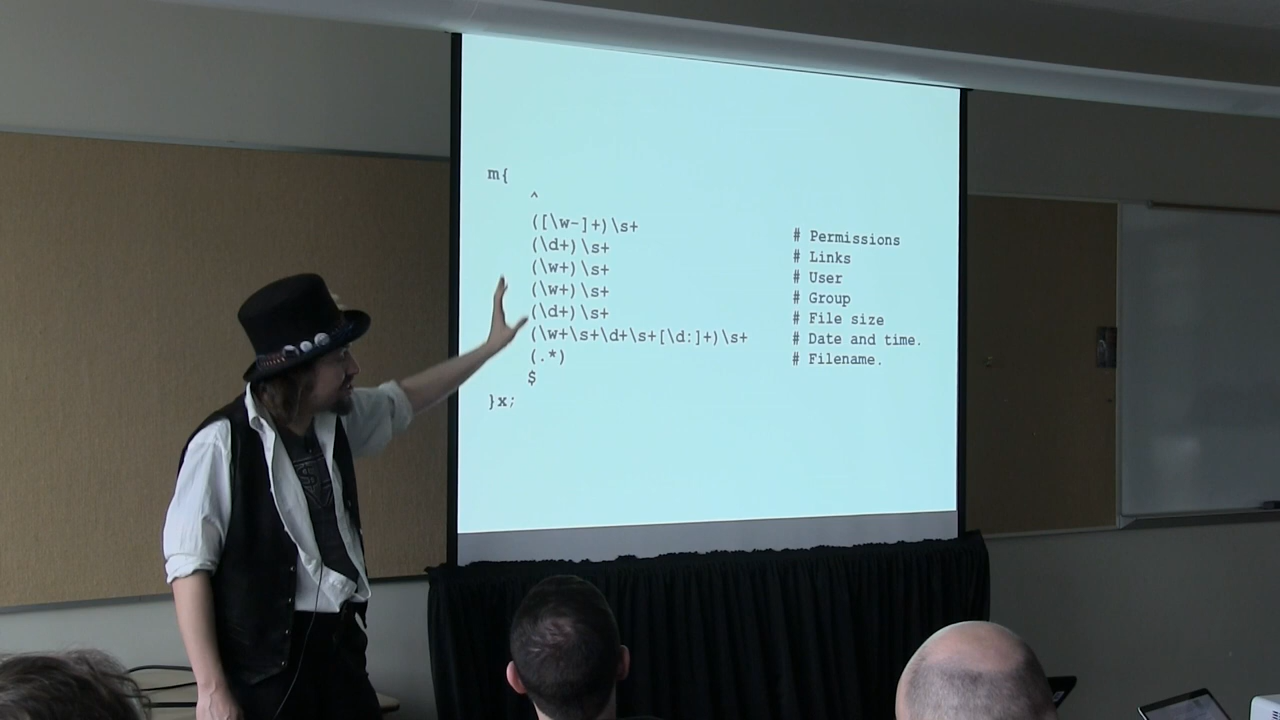 m{
^
([\w-]+)\s+ # Permissions
(\d+)\s+ # Links
(\w+)\s+ # User
(\w+)\s+ # Group
(\d+)\s+ # File size
(\w+\s+\d+\s+[\d:]+)\s+ # Date and time.
(.*) # Filename.
$
}x;